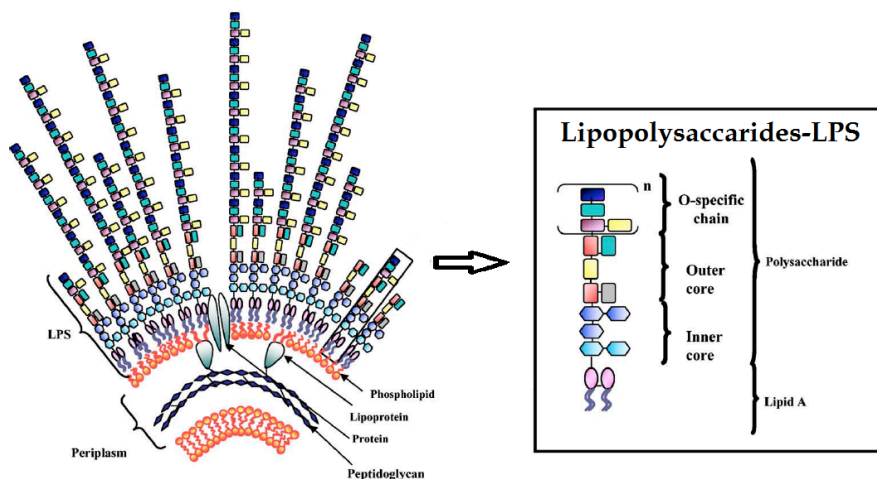 LPS
Periplasm
Phospholipid
Lipoprotein
Protein
Peptidoglycan
Lipopolysaccarides-LPS
n
O-specific
chain
Outer
core
Inner
core
Polysaccharide
Lipid A